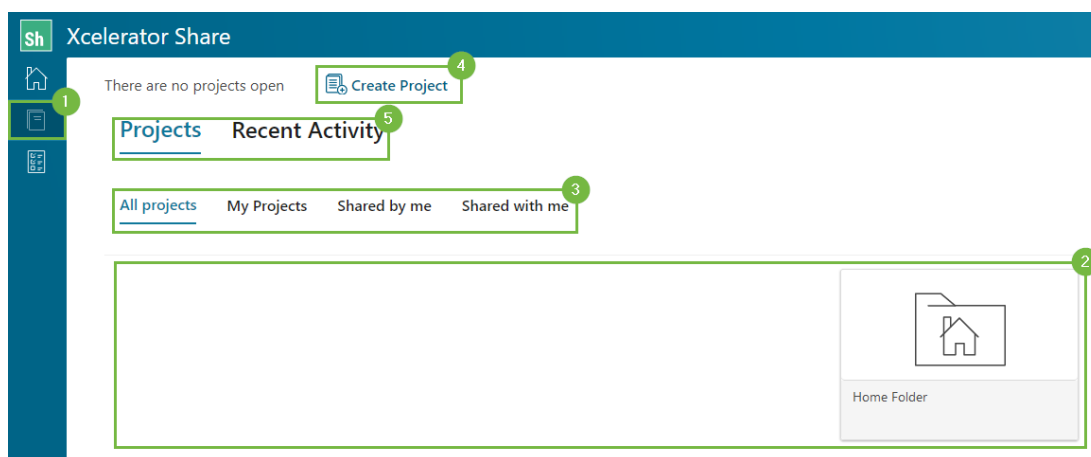 Sh Xcelerator Share
4
There are no projects open Create Project
1
5
Projects Recent Activity
3
All projects My Projects Shared by me Shared with me
2
Home Folder